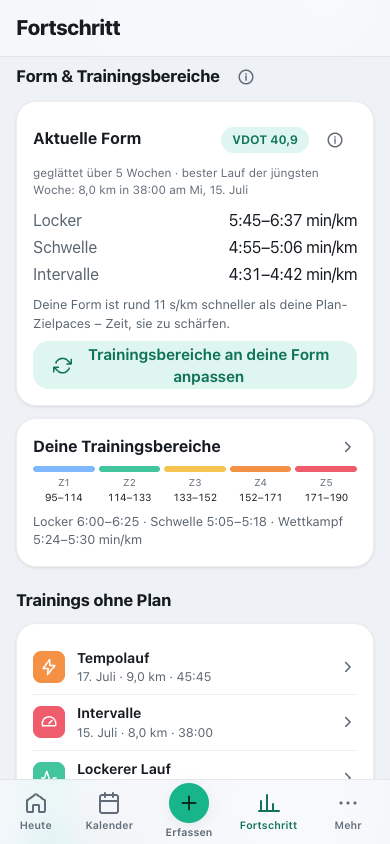 Fortschritt
Form & Trainingsbereiche
Aktuelle Form
VDOT 40,9
geglättet über 5 Wochen · bester Lauf der jüngsten
Woche: 8,0 km in 38:00 am Mi, 15. Juli
Locker 5:45–6:37 min/km
Schwelle 4:55–5:06 min/km
Intervalle 4:31–4:42 min/km
Deine Form ist rund 11 s/km schneller als deine Plan-
Zielpaces – Zeit, sie zu schärfen.
Trainingsbereiche an deine Form
anpassen
Deine Trainingsbereiche
Z1 Z2 Z3 Z4 Z5
95–114 114–133 133–152 152–171 171–190
Locker 6:00–6:25 · Schwelle 5:05–5:18 · Wettkampf
5:24–5:30 min/km
Trainings ohne Plan
Tempolauf
17. Juli · 9,0 km · 45:45
Intervalle
15. Juli · 8,0 km · 38:00
Lockerer Lauf
Heute Kalender Erfassen Fortschritt Mehr